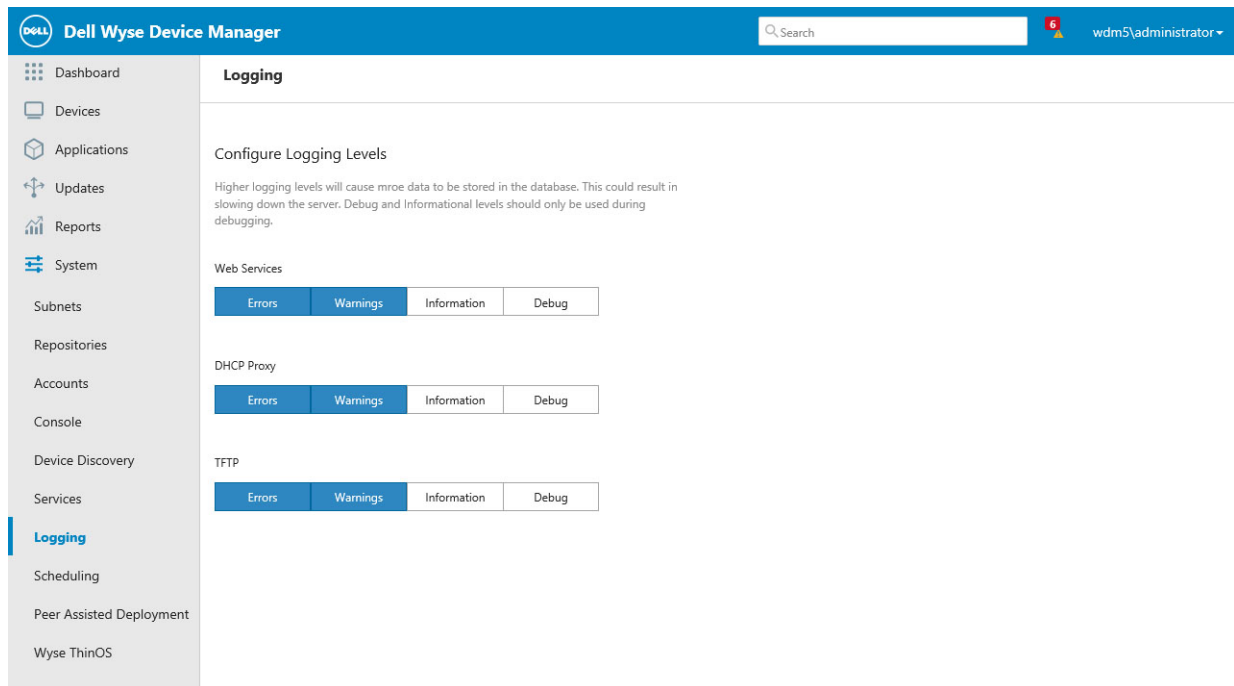 DELL Dell Wyse Device Manager
Search
6
wdm5\administrator
Dashboard
Devices
Applications
Updates
Reports
System
Subnets
Repositories
Accounts
Console
Device Discovery
Services
Logging
Scheduling
Peer Assisted Deployment
Wyse ThinOS
Logging
Configure Logging Levels
Higher logging levels will cause mroe data to be stored in the database. This could result in
slowing down the server. Debug and Informational levels should only be used during
debugging.
Web Services
Errors Warnings Information Debug
DHCP Proxy
Errors Warnings Information Debug
TFTP
Errors Warnings Information Debug